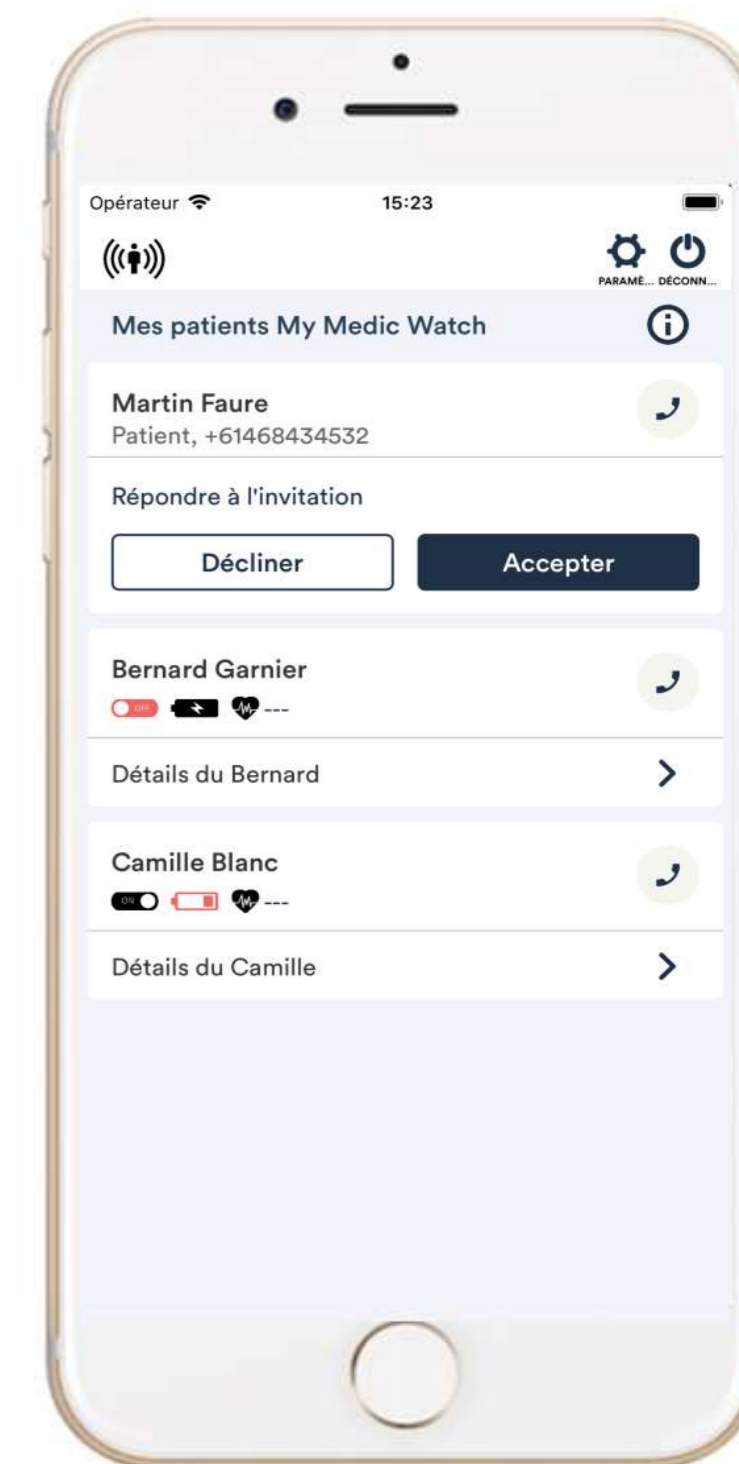 Opérateur 15:23
PARAMÈ... DÉCONN...
Mes patients My Medic Watch
Martin Faure
Patient, +61468434532
Répondre à l'invitation
Décliner Accepter
Bernard Garnier
OFF ---
Détails du Bernard
Camille Blanc
ON ---
Détails du Camille